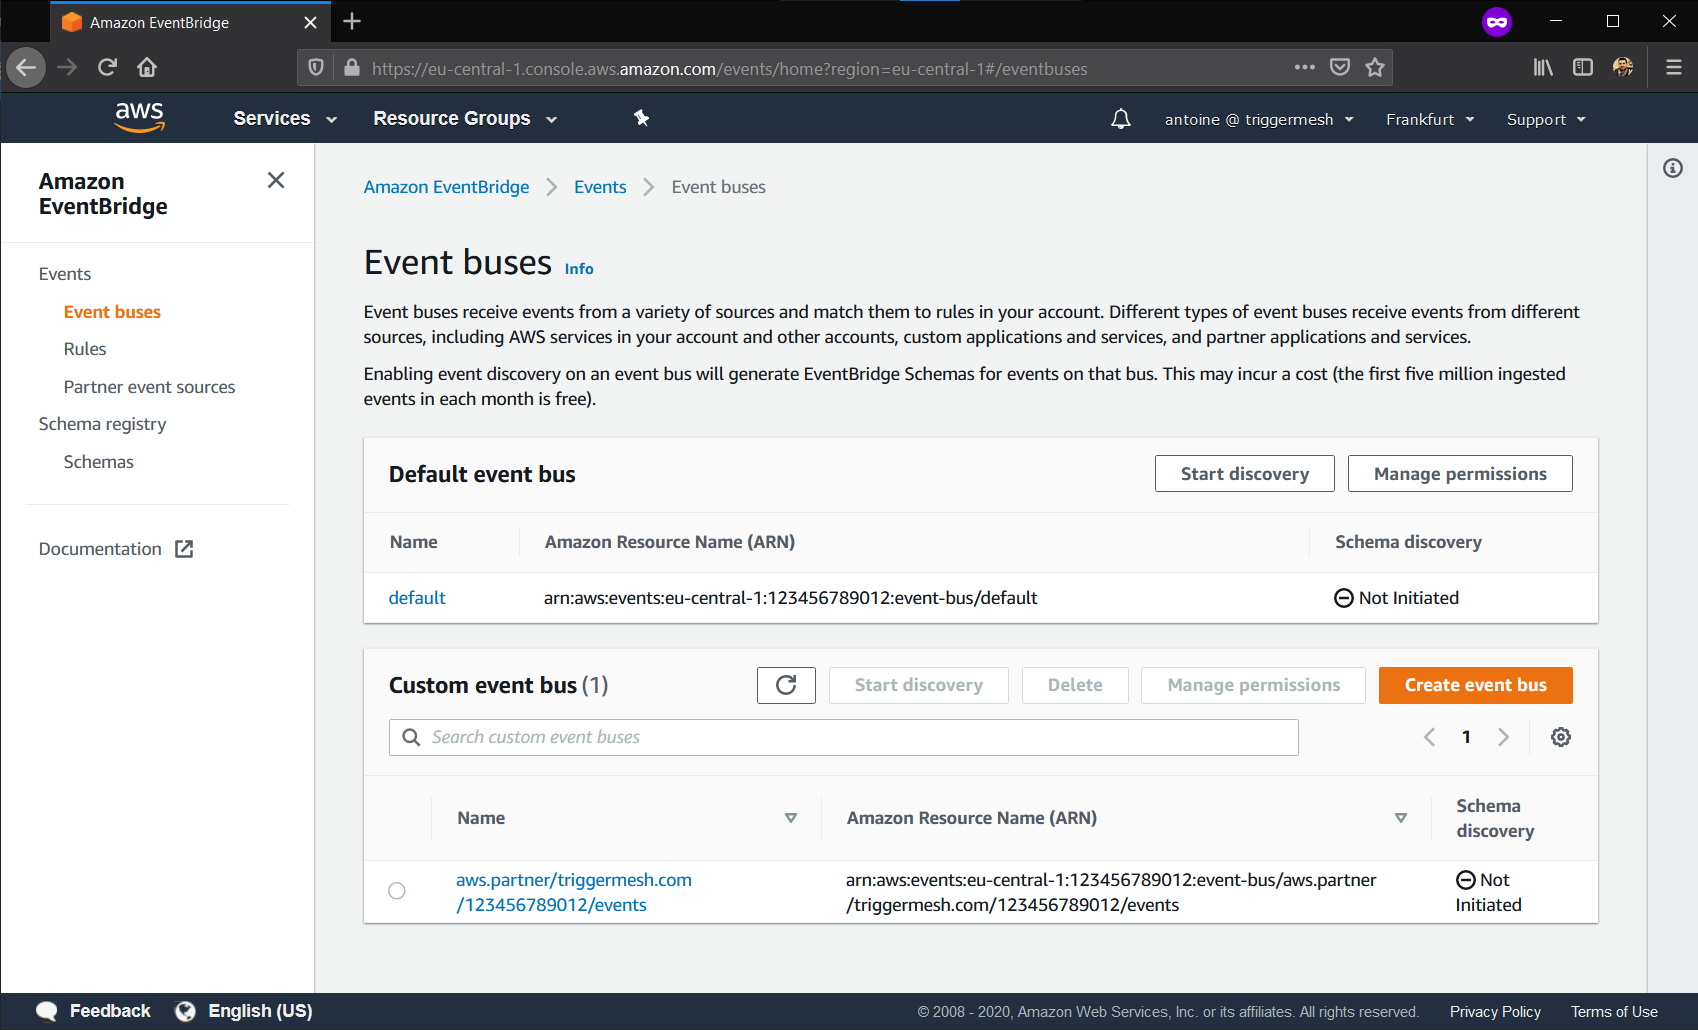 Amazon EventBridge
https://eu-central-1.console.aws.amazon.com/events/home?region=eu-central-1#/eventbuses
aws
Services
Resource Groups
antoine @ triggermesh
Frankfurt
Support
Amazon
EventBridge
Events
Event buses
Rules
Partner event sources
Schema registry
Schemas
Documentation
Amazon EventBridge
Events
Event buses
Event buses Info
Event buses receive events from a variety of sources and match them to rules in your account. Different types of event buses receive events from different
sources, including AWS services in your account and other accounts, custom applications and services, and partner applications and services.
Enabling event discovery on an event bus will generate EventBridge Schemas for events on that bus. This may incur a cost (the first five million ingested
events in each month is free).
Default event bus
Start discovery
Manage permissions
Name
Amazon Resource Name (ARN)
Schema discovery
default
arn:aws:events:eu-central-1:123456789012:event-bus/default
Not Initiated
Custom event bus (1)
Start discovery
Delete
Manage permissions
Create event bus
Search custom event buses
1
Name
Amazon Resource Name (ARN)
Schema
discovery
aws.partner/triggermesh.com
/123456789012/events
arn:aws:events:eu-central-1:123456789012:event-bus/aws.partner
/triggermesh.com/123456789012/events
Not
Initiated
Feedback
English (US)
© 2008 - 2020, Amazon Web Services, Inc. or its affiliates. All rights reserved.
Privacy Policy
Terms of Use